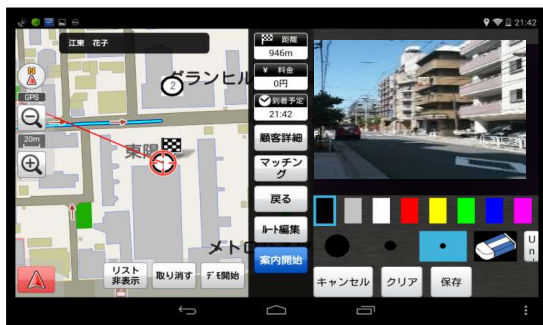 21:42
江東 花子
N
GPS
20m
2
グランヒル
東陽
メトロ
リスト
非表示
取り消す
デモ開始
距離
946m
¥ 料金
0円
到着予定
21:42
顧客詳細
マッチン
グ
戻る
ルート編集
案内開始
U
n
キャンセル
クリア
保存